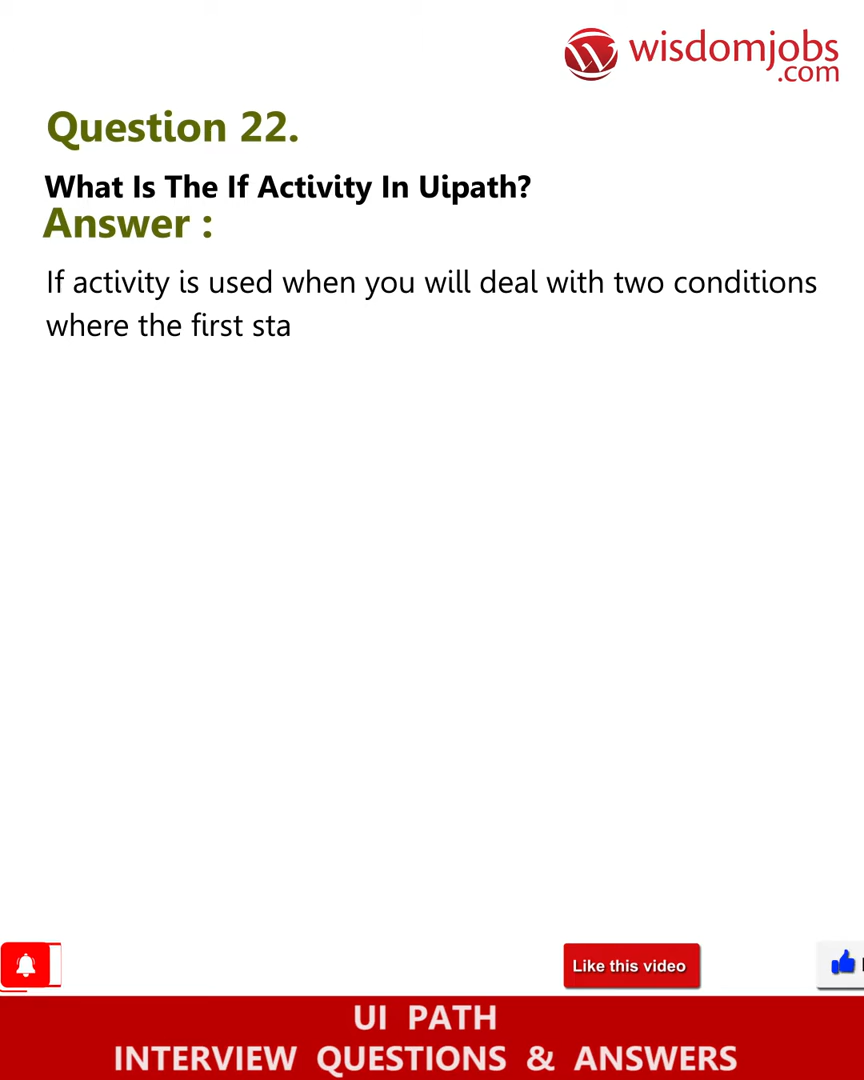 wisdomjobs
.com
Question 22.
What Is The If Activity In Uipath?
Answer :
If activity is used when you will deal with two conditions
where the first sta
Like this video
UI PATH
INTERVIEW QUESTIONS & ANSWERS